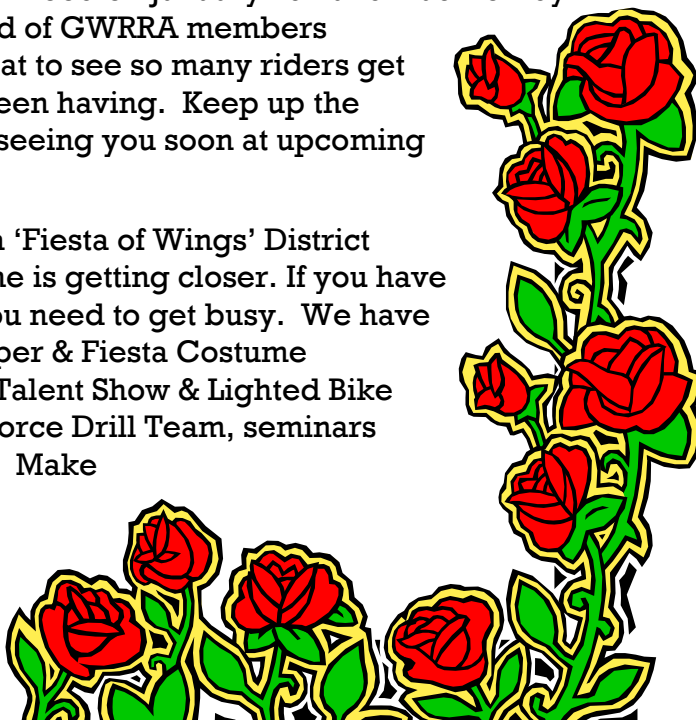 d of GWRRA members
at to see so many riders get
een having. Keep up the
seeing you soon at upcoming
‘Fiesta of Wings’ District
ne is getting closer. If you have
ou need to get busy. We have
per & Fiesta Costume
Talent Show & Lighted Bike
orce Drill Team, seminars
Make